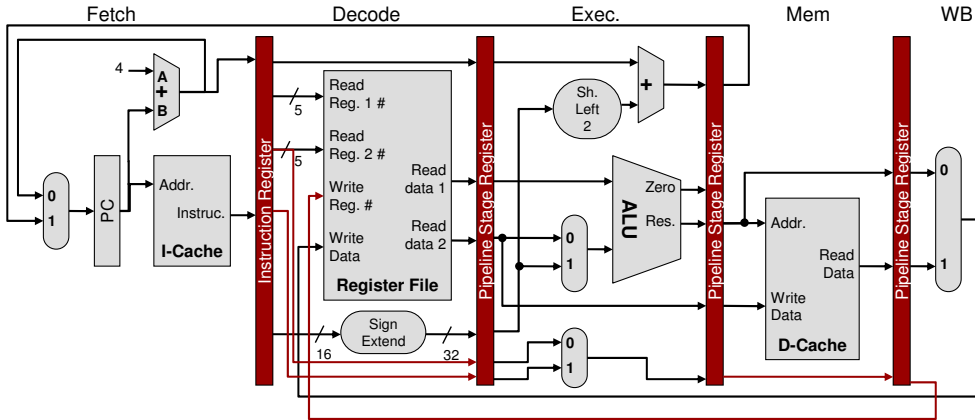 Fetch
Decode
Exec.
Mem
WB
4
A
+
B
0
1
PC
Addr.
Instruc.
I-Cache
Instruction Register
Read
Reg. 1 #
5
Read
Reg. 2 #
5
Write
Reg. #
Write
Data
Read
data 1
Read
data 2
Register File
16
Sign
Extend
32
Pipeline Stage Register
Sh.
Left
2
+
0
1
ALU
Zero
Res.
0
1
Pipeline Stage Register
Addr.
Read
Data
Write
Data
D-Cache
Pipeline Stage Register
0
1